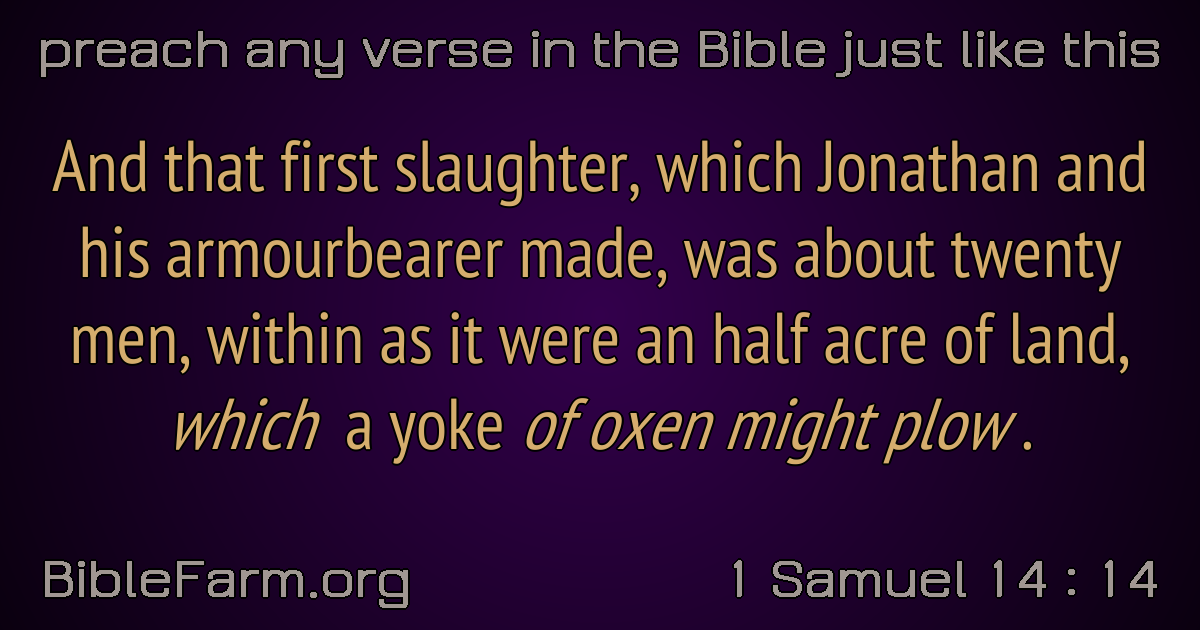 preach any verse in the Bible just like this
And that first slaughter, which Jonathan and
his armourbearer made, was about twenty
men, within as it were an half acre of land,
which a yoke of oxen might plow .
BibleFarm.org
1 Samuel 14 : 14